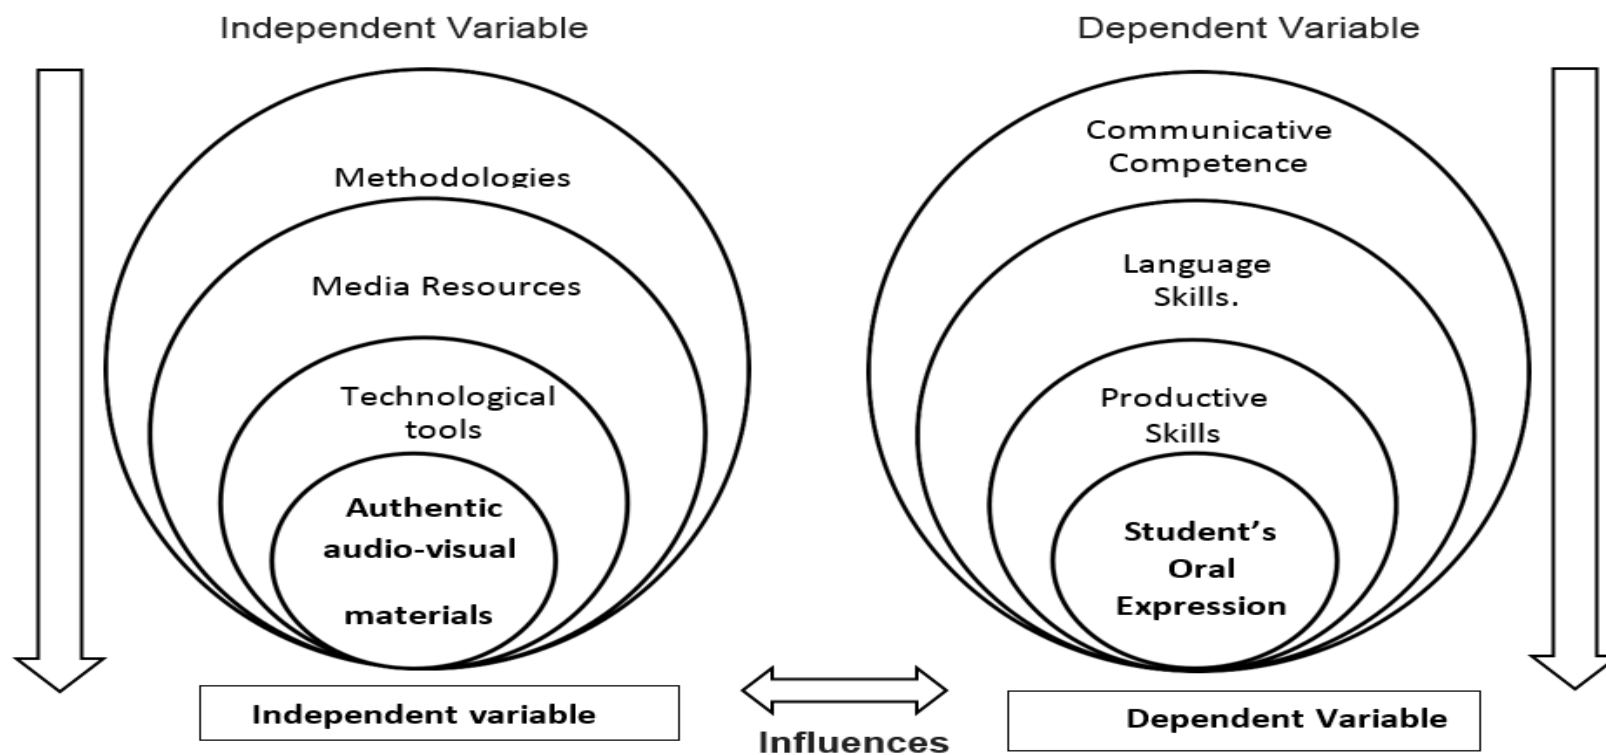 Independent Variable
Methodologies
Media Resources
Technological
tools
Authentic
audio-visual
materials
Independent variable
Influences
Dependent Variable
Communicative
Competence
Language
Skills.
Productive
Skills
Student’s
Oral
Expression
Dependent Variable